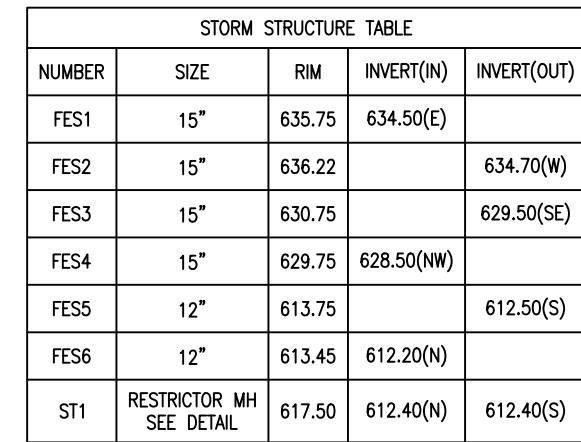 STORM STRUCTURE TABLE
NUMBER SIZE RIM INVERT(IN) INVERT(OUT)
FES1 15" 635.75 634.50(E)
FES2 15" 636.22 634.70(W)
FES3 15" 630.75 629.50(SE)
FES4 15" 629.75 628.50(NW)
FES5 12" 613.75 612.50(S)
FES6 12" 613.45 612.20(N)
ST1 RESTRICTOR MH SEE DETAIL 617.50 612.40(N) 612.40(S)